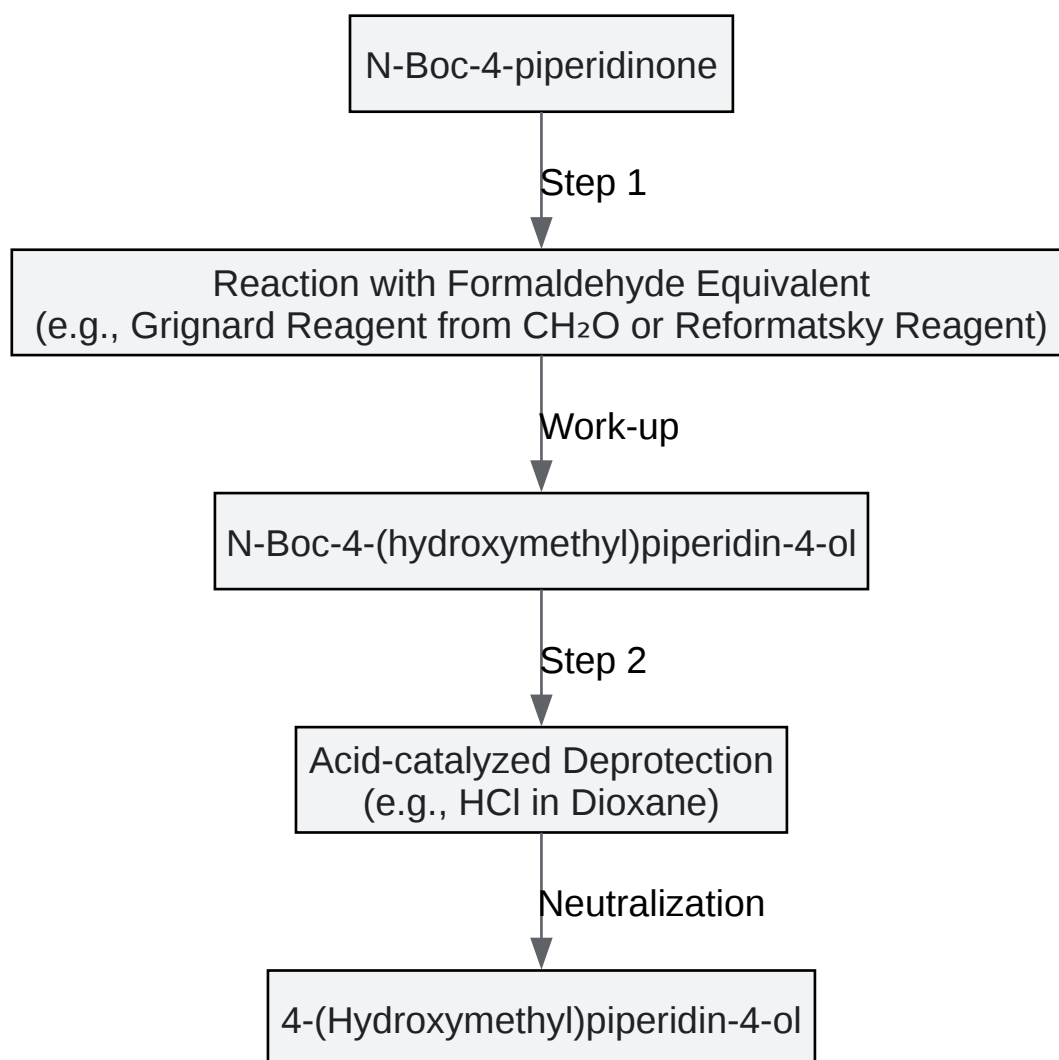 N-Boc-4-piperidinone
Step 1
Reaction with Formaldehyde Equivalent
(e.g., Grignard Reagent from CH₂O or Reformatsky Reagent)
Work-up
N-Boc-4-(hydroxymethyl)piperidin-4-ol
Step 2
Acid-catalyzed Deprotection
(e.g., HCl in Dioxane)
Neutralization
4-(Hydroxymethyl)piperidin-4-ol